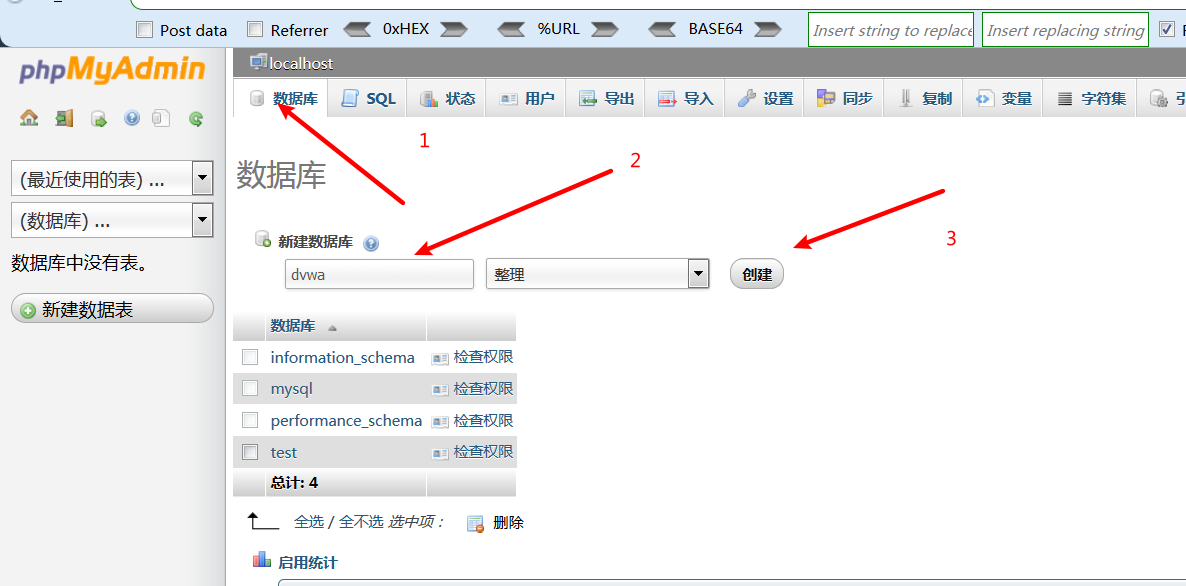 Post data Referrer 0xHEX %URL BASE64 Insert string to replace Insert replacing string
phpMyAdmin
localhost
数据库 SQL 状态 用户 导出 导入 设置 同步 复制 变量 字符集
1
2
3
(最近使用的表) ...
(数据库) ...
数据库中没有表。
新建数据表
数据库
新建数据库
dvwa 整理 创建
数据库
information_schema 检查权限
mysql 检查权限
performance_schema 检查权限
test 检查权限
总计: 4
全选 / 全不选 选中项： 删除
启用统计